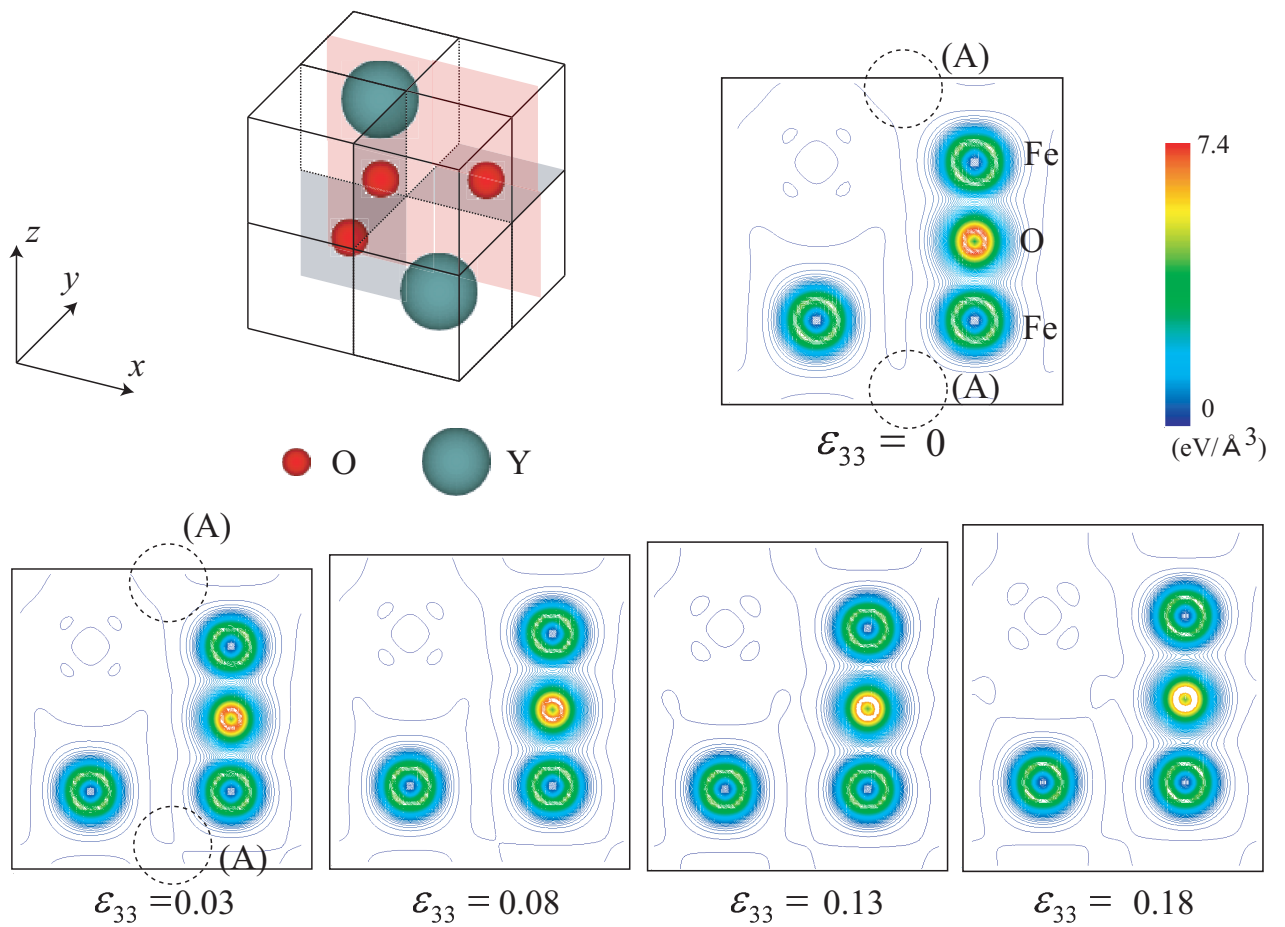 z
y
x
O
Y
(A)
Fe
O
Fe
(A)
ε33 = 0
7.4
0
(eV/Å3)
(A)
(A)
ε33 =0.03
ε33 = 0.08
ε33 = 0.13
ε33 = 0.18